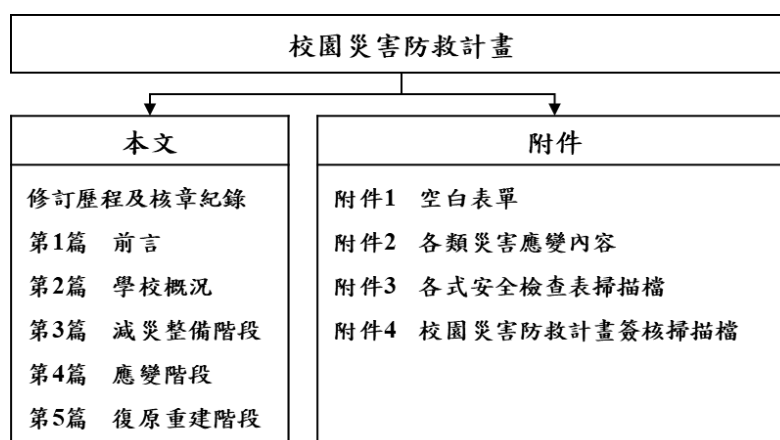 校園災害防救計畫
本文
修訂歷程及核章紀錄
第1篇 前言
第2篇 學校概況
第3篇 減災整備階段
第4篇 應變階段
第5篇 復原重建階段
附件
附件1 空白表單
附件2 各類災害應變內容
附件3 各式安全檢查表掃描檔
附件4 校園災害防救計畫簽核掃描檔